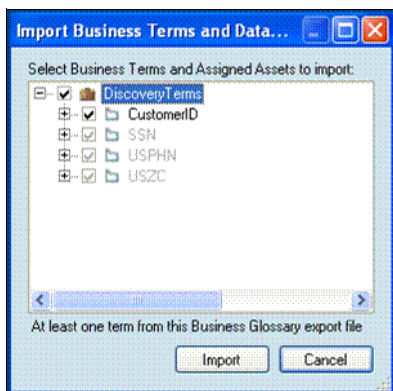 Import Business Terms and Data...
Select Business Terms and Assigned Assets to import:
DiscoveryTerms
CustomerID
SSN
USPHN
USZC
At least one term from this Business Glossary export file
Import Cancel